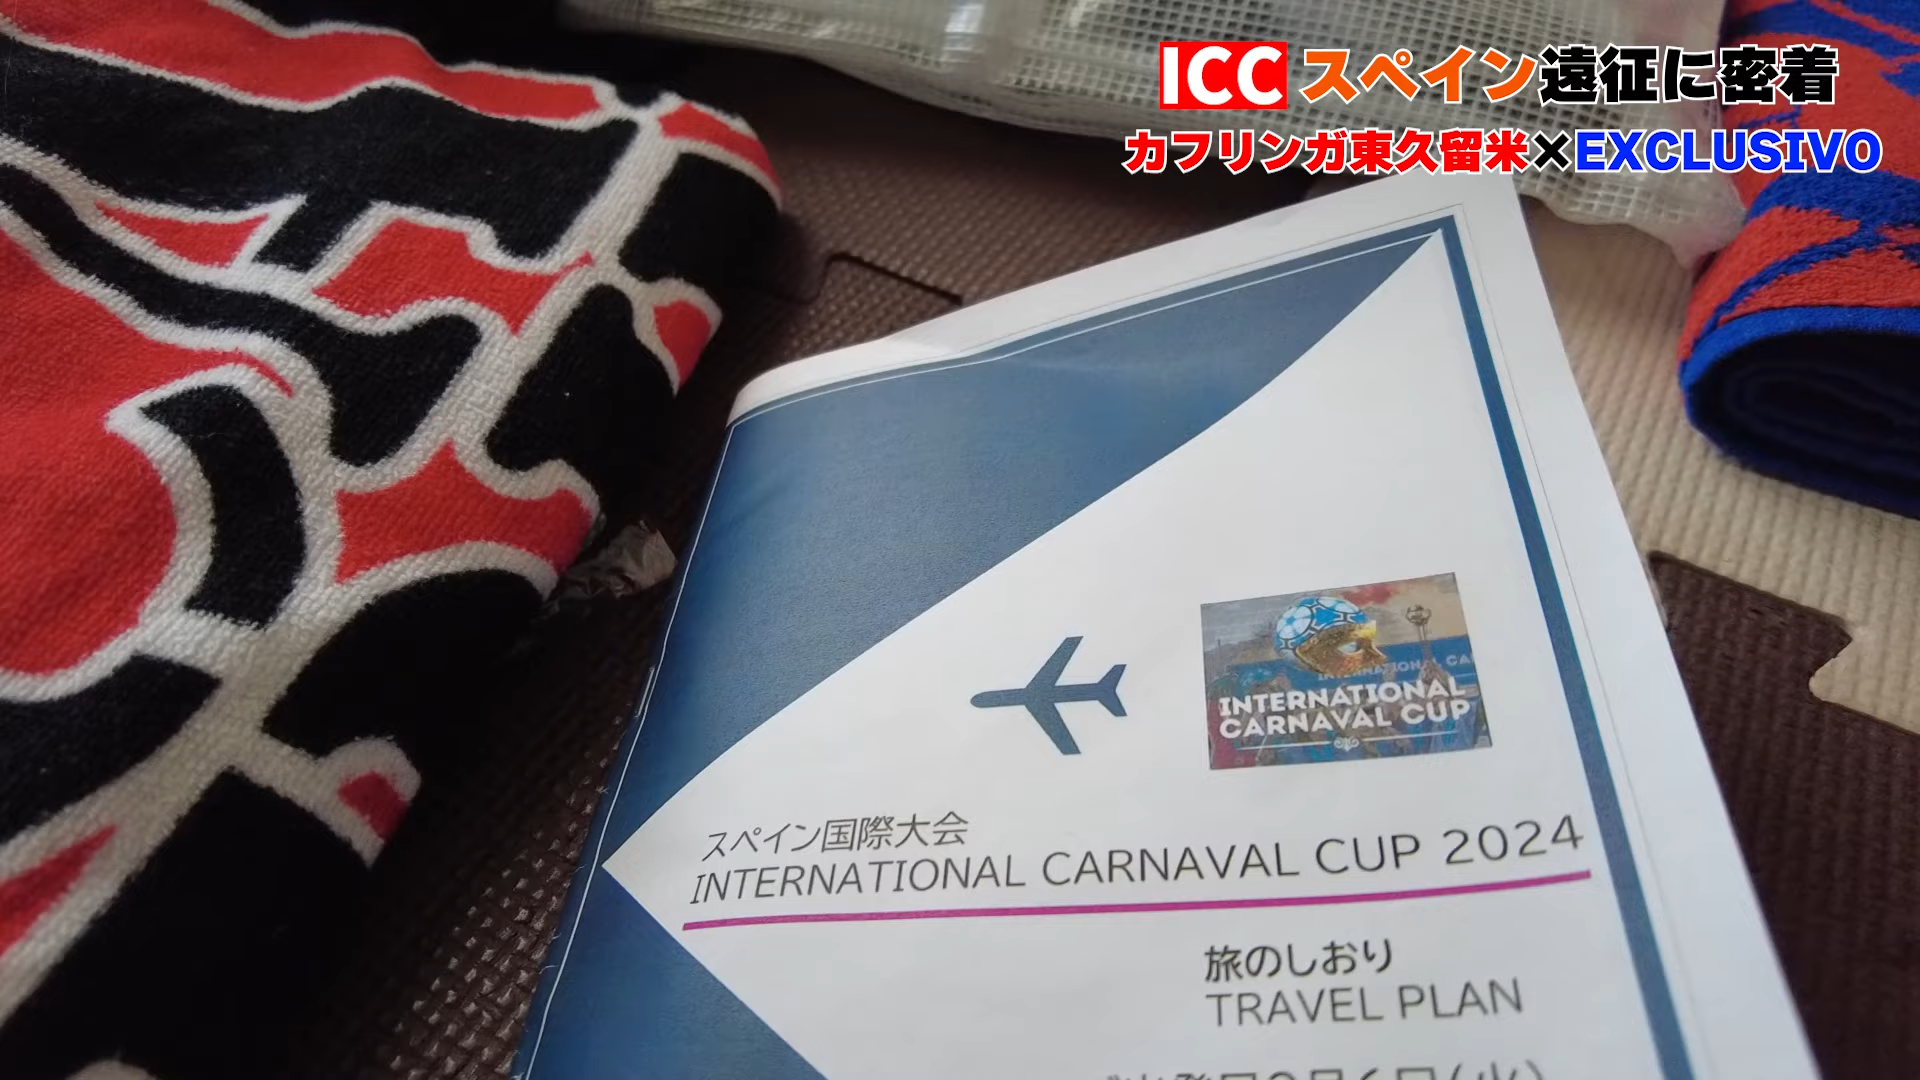 ICC スペイン遠征に密着
カフリンガ東久留米×EXCLUSIVO
INTERNATIONAL
CARNAVAL CUP
スペイン国際大会
INTERNATIONAL CARNAVAL CUP 2024
旅のしおり
TRAVEL PLAN